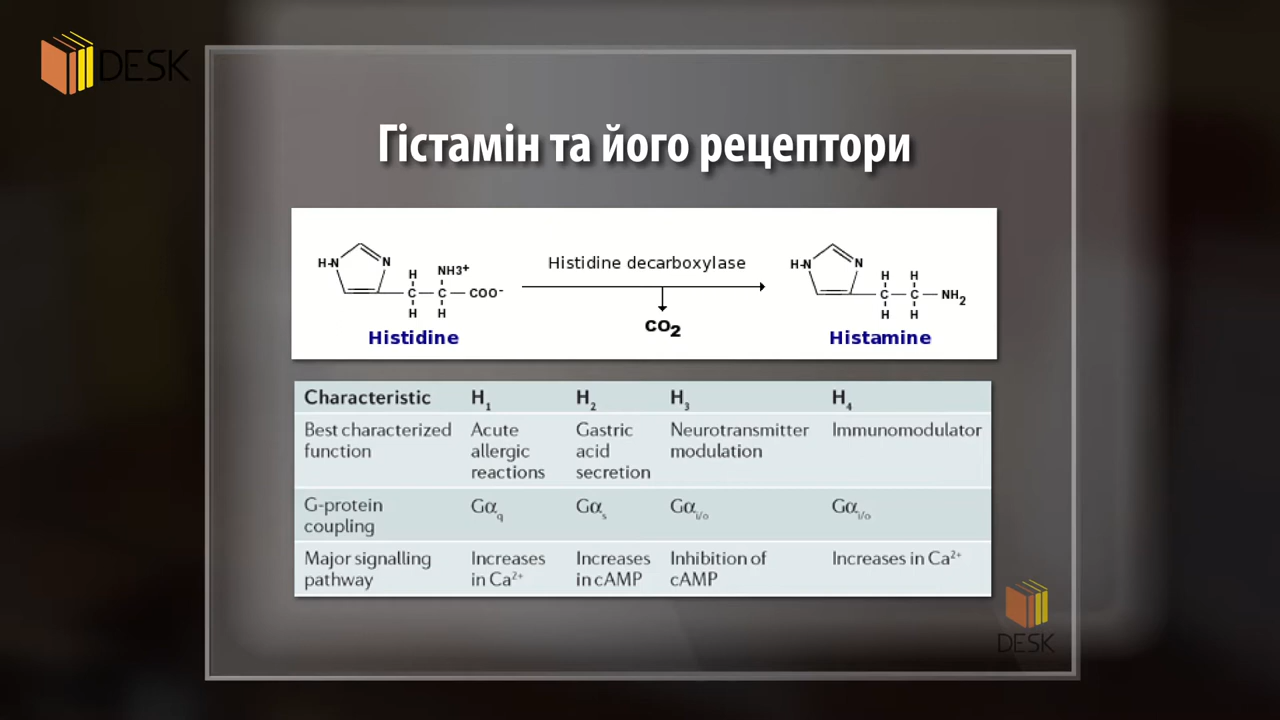 DESK
Гістамін та його рецептори
H-N
N
H
NH3+
C
C
COO-
H
H
Histidine
Histidine decarboxylase
CO2
H-N
N
H
H
C
C
NH2
H
H
Histamine
Characteristic H1 H2 H3 H4
Best characterized function Acute allergic reactions Gastric acid secretion Neurotransmitter modulation Immunomodulator
G-protein coupling Gαq Gαs Gαi/o Gαi/o
Major signalling pathway Increases in Ca2+ Increases in cAMP Inhibition of cAMP Increases in Ca2+
DESK